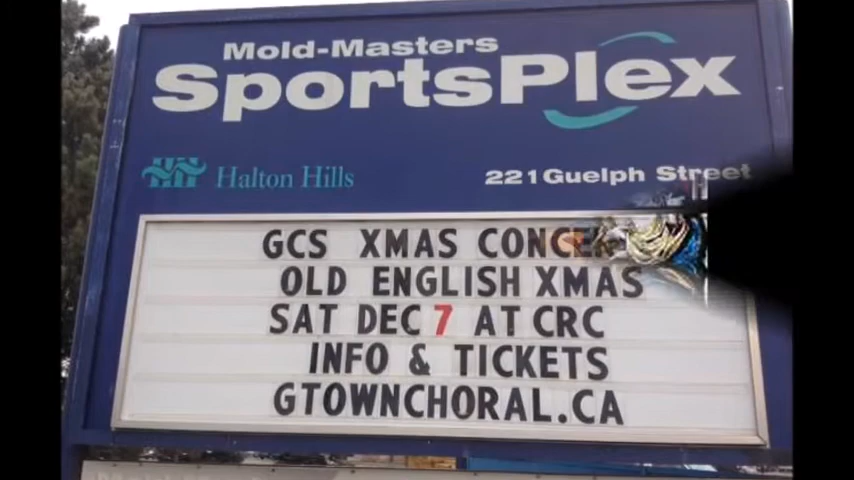 Mold-Masters
SportsPlex
Halton Hills
221 Guelph Street
GCS XMAS
OLD ENGLISH XMAS
SAT DEC 7 AT CRC
INFO & TICKETS
GTOWNCHORAL.CA